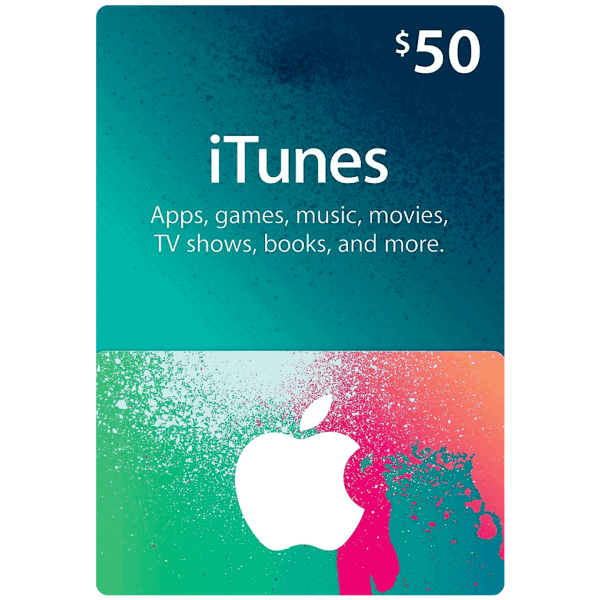 $50
iTunes
Apps, games, music, movies,
TV shows, books, and more.